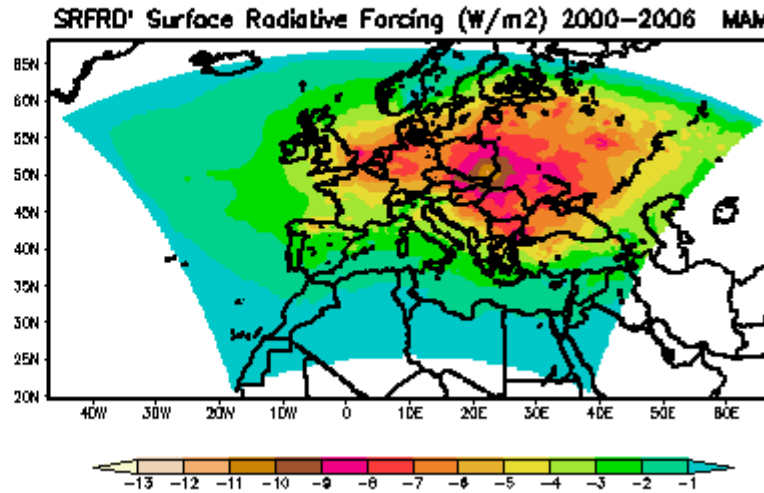 SRFRD' Surface Radiative Forcing (W/m2) 2000-2006 MAM
65N
60N
55N
50N
45N
40N
35N
30N
25N
20N
40W 30W 20W 10W 0 10E 20E 30E 40E 50E 60E
-13 -12 -11 -10 -9 -8 -7 -6 -5 -4 -3 -2 -1